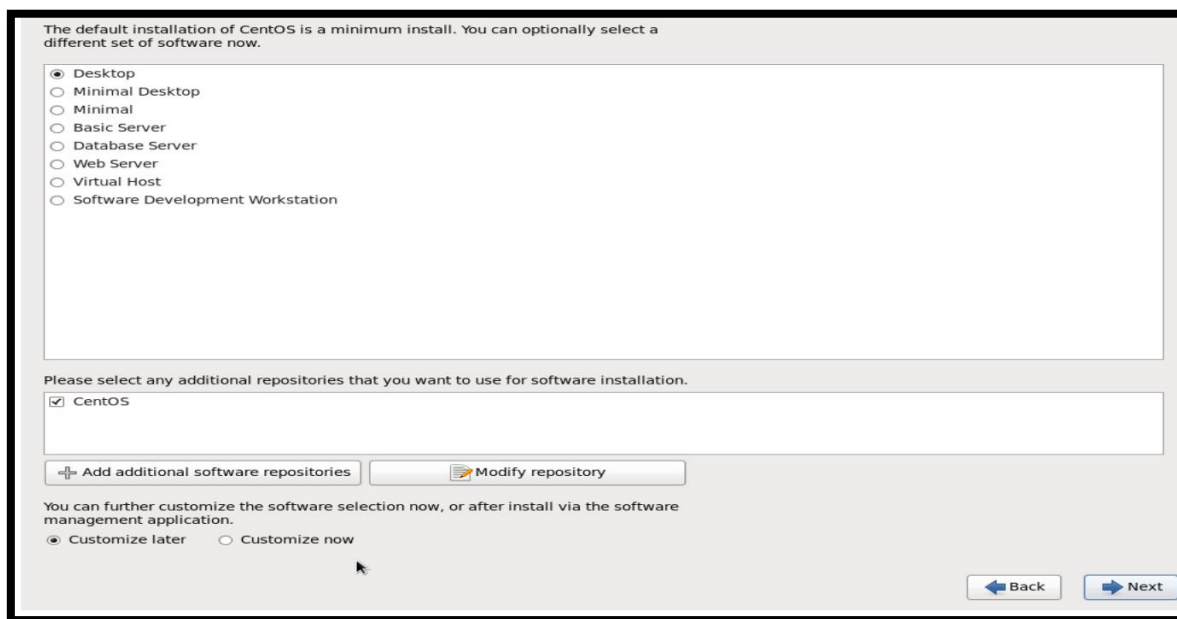 The default installation of CentOS is a minimum install. You can optionally select a
different set of software now.
Desktop
Minimal Desktop
Minimal
Basic Server
Database Server
Web Server
Virtual Host
Software Development Workstation
Please select any additional repositories that you want to use for software installation.
CentOS
Add additional software repositories
Modify repository
You can further customize the software selection now, or after install via the software
management application.
Customize later
Customize now
Back
Next